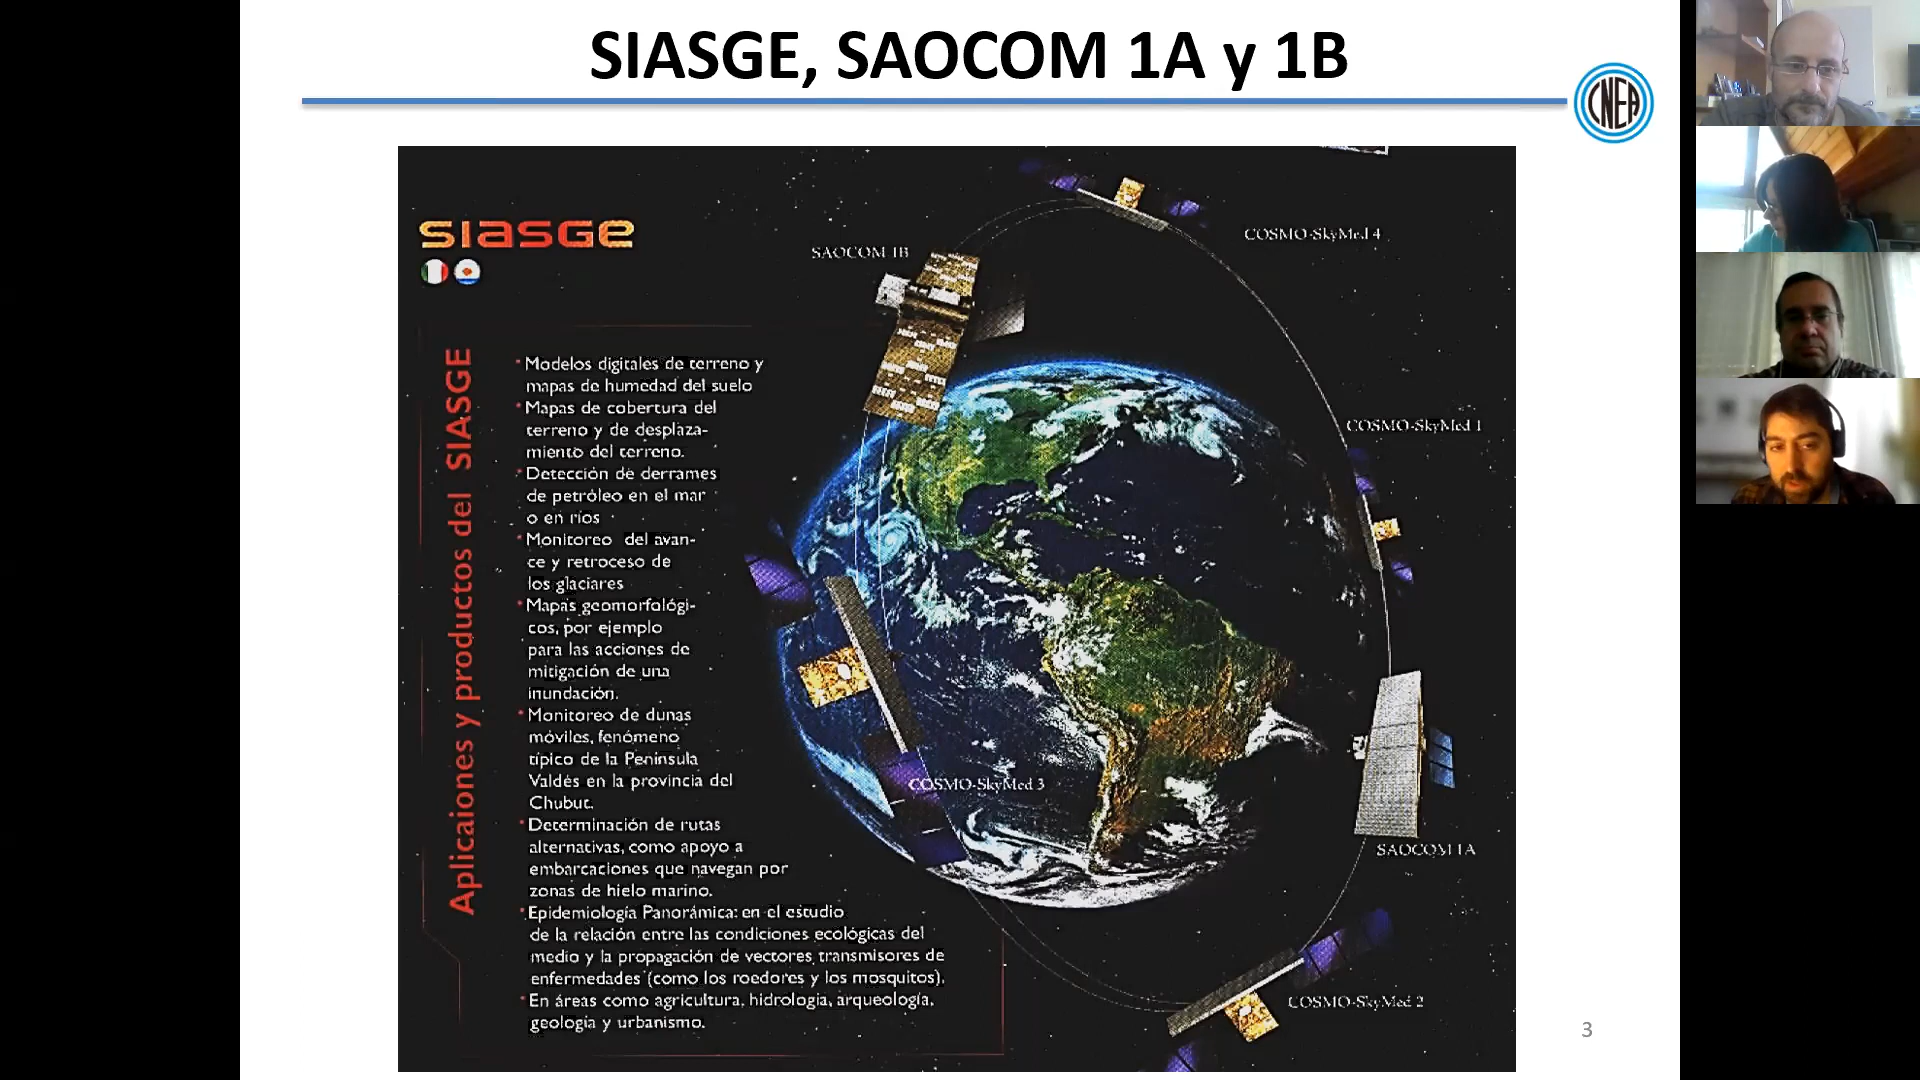 SIASGE, SAOCOM 1A y 1B
CNEA
siasge
Aplicaiones y productos del SIASGE
Modelos digitales de terreno y
mapas de humedad del suelo
Mapas de cobertura del
terreno y de desplaza-
miento del terreno.
Detección de derrames
de petróleo en el mar
o en ríos
Monitoreo del avan-
ce y retroceso de
los glaciares
Mapas geomorfológi-
cos, por ejemplo
para las acciones de
mitigación de una
inundación.
Monitoreo de dunas
móviles, fenómeno
típico de la Península
Valdés en la provincia del
Chubut.
Determinación de rutas
alternativas, como apoyo a
embarcaciones que navegan por
zonas de hielo marino.
Epidemiología Panorámica: en el estudio
de la relación entre las condiciones ecológicas del
medio y la propagación de vectores transmisores de
enfermedades (como los roedores y los mosquitos).
En áreas como agricultura, hidrología, arqueología,
geología y urbanismo.
SAOCOM 1B
COSMO-SkyMed 4
COSMO-SkyMed 1
COSMO-SkyMed 3
SAOCOM 1A
COSMO-SkyMed 2
3